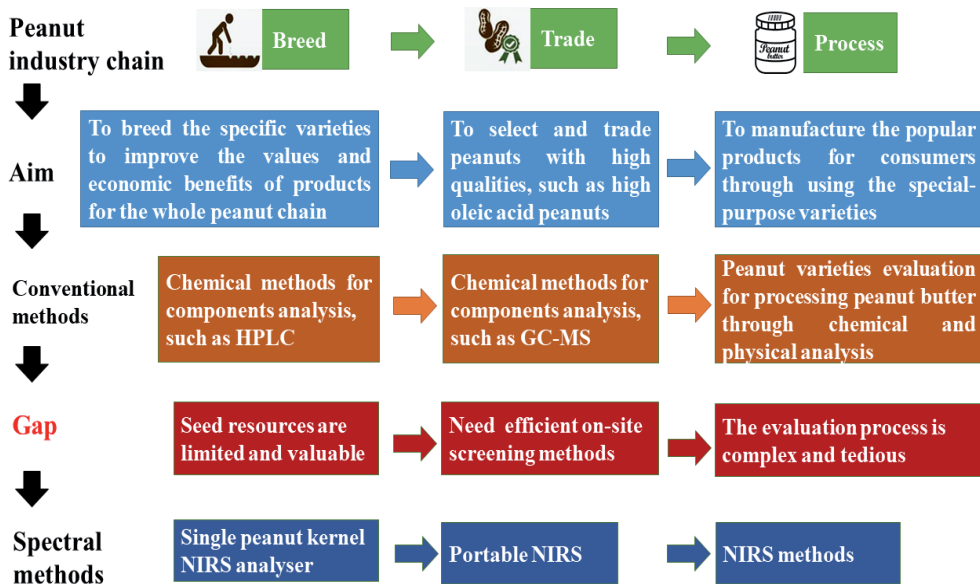 Peanut
industry chain
Breed
Trade
Peanut
butter
Process
Aim
To breed the specific varieties
to improve the values and
economic benefits of products
for the whole peanut chain
To select and trade
peanuts with high
qualities, such as high
oleic acid peanuts
To manufacture the popular
products for consumers
through using the special-
purpose varieties
Conventional
methods
Chemical methods for
components analysis,
such as HPLC
Chemical methods for
components analysis,
such as GC-MS
Peanut varieties evaluation
for processing peanut butter
through chemical and
physical analysis
Gap
Seed resources are
limited and valuable
Need efficient on-site
screening methods
The evaluation process is
complex and tedious
Spectral
methods
Single peanut kernel
NIRS analyser
Portable NIRS
NIRS methods